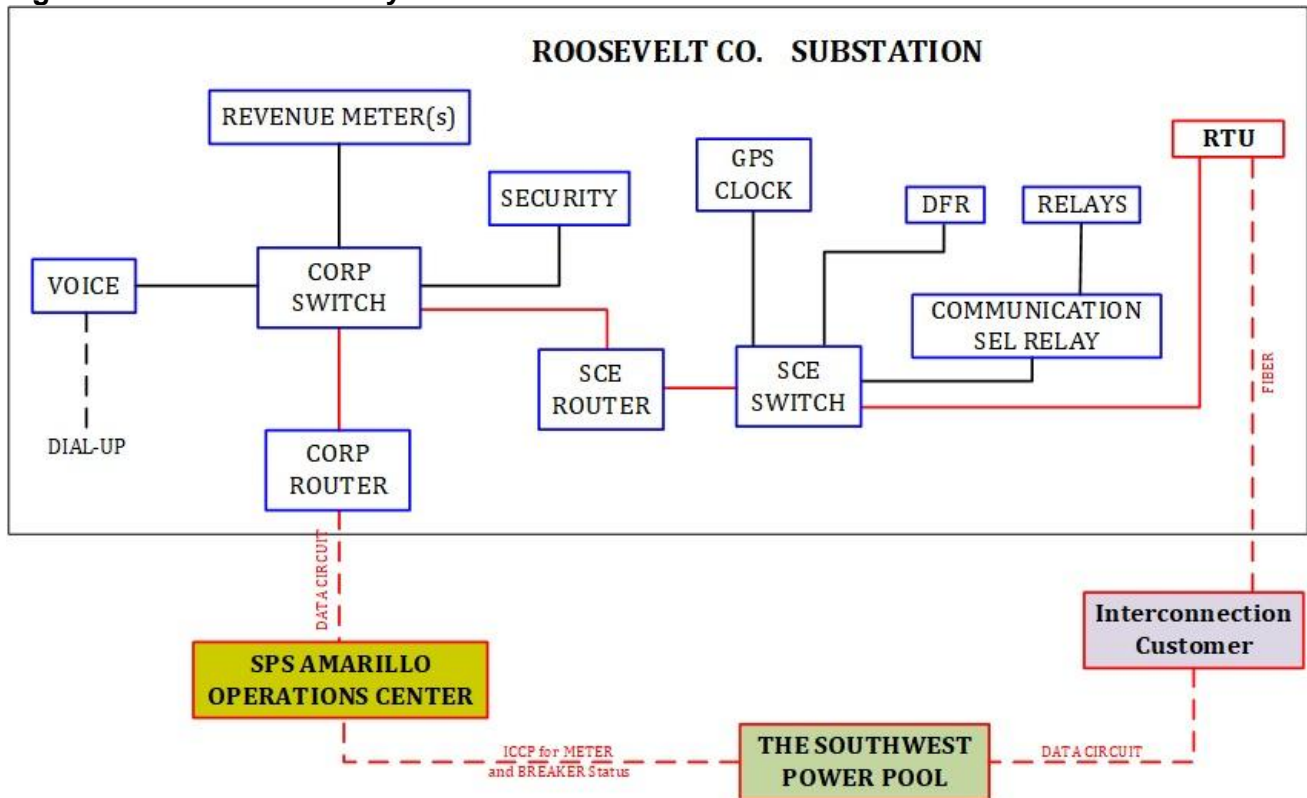 ROOSEVELT CO. SUBSTATION
REVENUE METER(s)
RTU
GPS
CLOCK
SECURITY
DFR
RELAYS
VOICE
CORP
SWITCH
COMMUNICATION
SEL RELAY
SCE
ROUTER
SCE
SWITCH
FIBER
DIAL-UP
CORP
ROUTER
DATA CIRCUIT
Interconnection
Customer
SPS AMARILLO
OPERATIONS CENTER
ICCP for METER
and BREAKER Status
THE SOUTHWEST
POWER POOL
DATA CIRCUIT